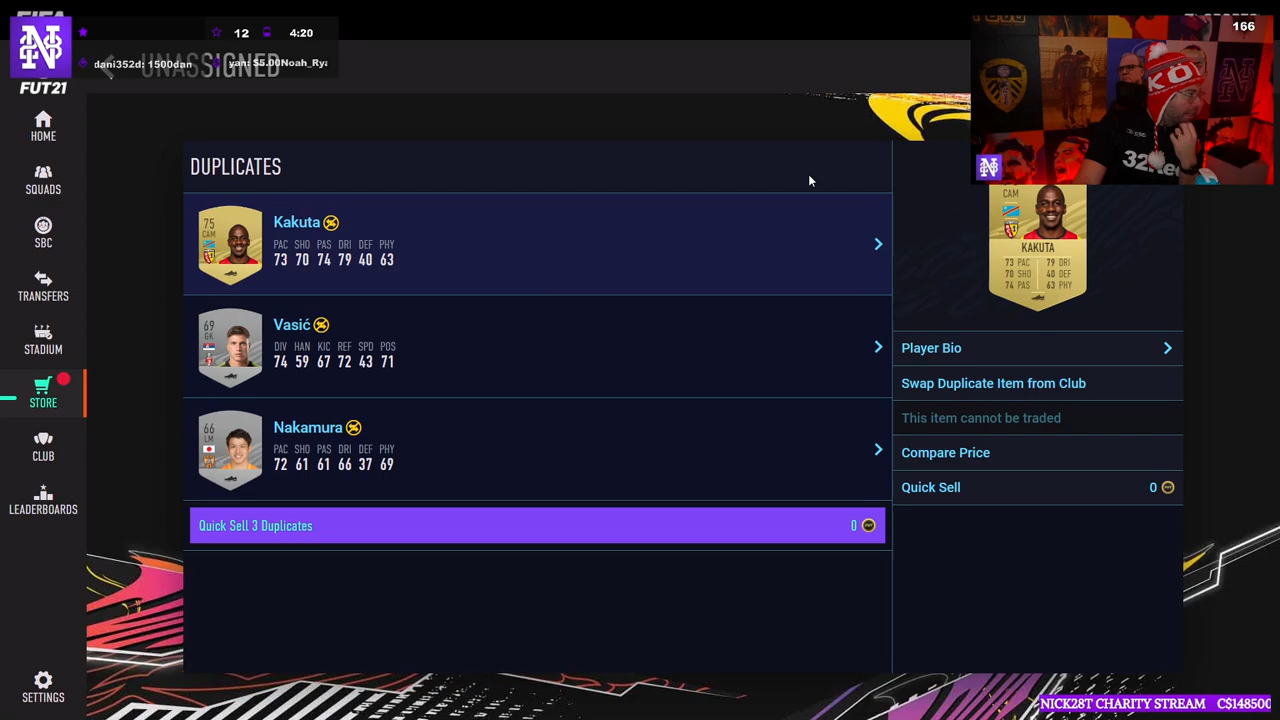 FIFA
12
4:20
dani352d: 1500dan
yan: $5.00Noah_Rya
166
FUT21
UNASSIGNED
HOME
SQUADS
SBC
TRANSFERS
STADIUM
STORE
CLUB
LEADERBOARDS
SETTINGS
DUPLICATES
75
CAM
Kakuta
PAC SHO PAS DRI DEF PHY
73 70 74 79 40 63
69
GK
Vasić
DIV HAN KIC REF SPD POS
74 59 67 72 43 71
66
LM
Nakamura
PAC SHO PAS DRI DEF PHY
72 61 61 66 37 69
Quick Sell 3 Duplicates 0
CAM
KAKUTA
73 PAC 79 DRI
70 SHO 40 DEF
74 PAS 63 PHY
Player Bio
Swap Duplicate Item from Club
This item cannot be traded
Compare Price
Quick Sell 0
NICK28T CHARITY STREAM C$148500